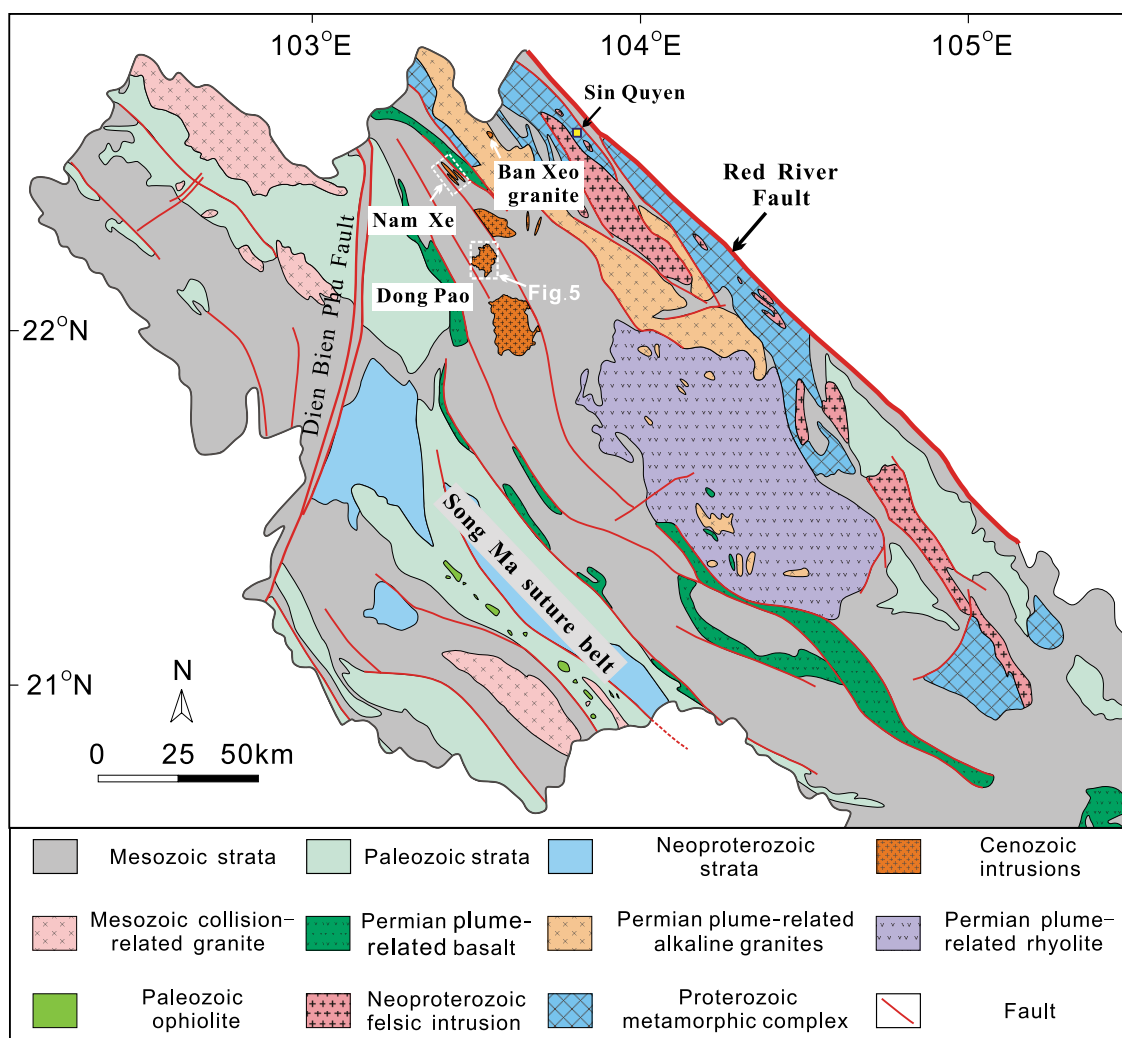 103°E
104°E
105°E
Sin Quyen
Ban Xeo
granite
Red River
Fault
Nam Xe
Dien Bien Phu Fault
Fig.5
Dong Pao
22°N
Song Ma suture belt
21°N
N
0 25 50km
Mesozoic strata
Paleozoic strata
Neoproterozoic
strata
Cenozoic
intrusions
Mesozoic collision-
related granite
Permian plume-
related basalt
Permian plume-related
alkaline granites
Permian plume-
related rhyolite
Paleozoic
ophiolite
Neoproterozoic
felsic intrusion
Proterozoic
metamorphic complex
Fault